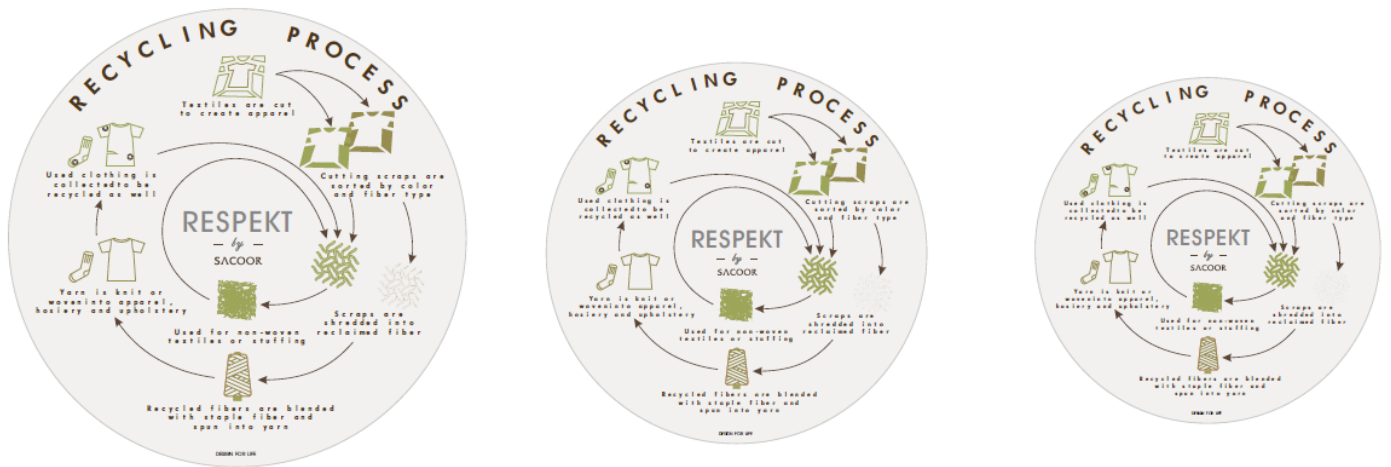 RECYCLING PROCESS
Textiles are cut
to create apparel
Cutting scraps are
sorted by color
and fiber type
Used clothing is
collectedto be
recycled as well
RESPEKT
by
SACOOR
Yarn is knit or
waveninto apparel,
hosiery and upholstery
Scraps are
shredded into
reclaimed fiber
Used for non-woven
textiles or stuffing
Recycled fibers are blended
with staple fiber and
spun into yarn
DESIGN FOR LIFE
RECYCLING PROCESS
Textiles are cut
to create apparel
Cutting scraps are
sorted by color
and fiber type
Used clothing is
collectedto be
recycled as well
RESPEKT
by
SACOOR
Yarn is knit or
waveninto apparel,
hosiery and upholstery
Scraps are
shredded into
reclaimed fiber
Used for non-woven
textiles or stuffing
Recycled fibers are blended
with staple fiber and
spun into yarn
DESIGN FOR LIFE
RECYCLING PROCESS
Textiles are cut
to create apparel
Cutting scraps are
sorted by color
and fiber type
Used clothing is
collectedto be
recycled as well
RESPEKT
by
SACOOR
Yarn is knit or
waveninto apparel,
hosiery and upholstery
Scraps are
shredded into
reclaimed fiber
Used for non-woven
textiles or stuffing
Recycled fibers are blended
with staple fiber and
spun into yarn
DESIGN FOR LIFE